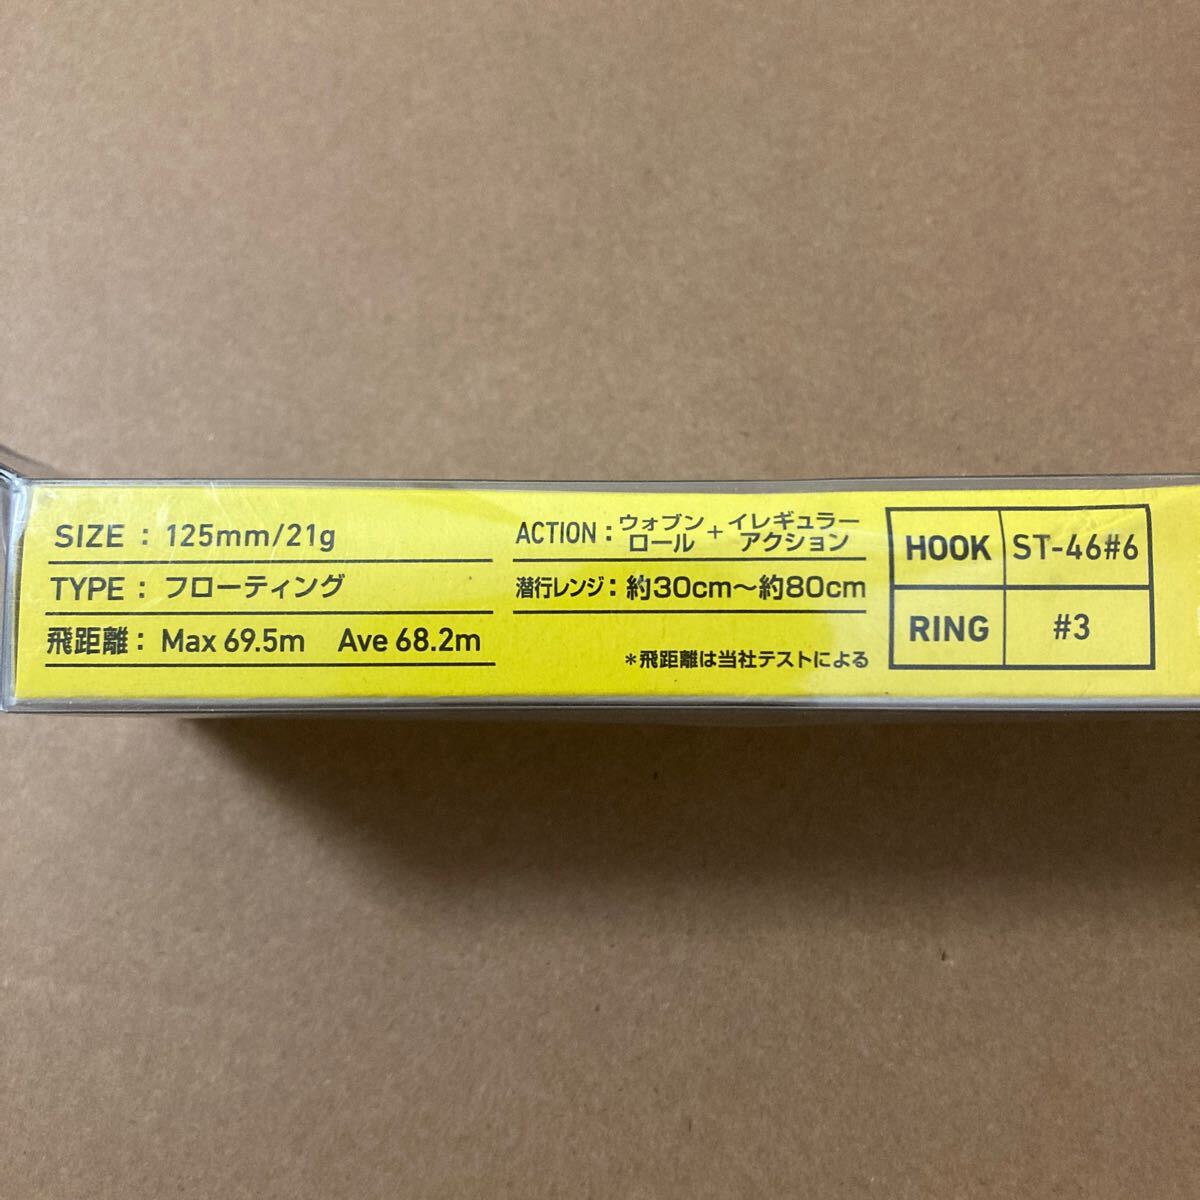 SIZE : 125mm/21g
TYPE : フローティング
飛距離 : Max 69.5m Ave 68.2m
ACTION : ウォブンロール + イレギュラーアクション
潜行レンジ : 約30cm～約80cm
*飛距離は当社テストによる
HOOK ST-46#6
RING #3